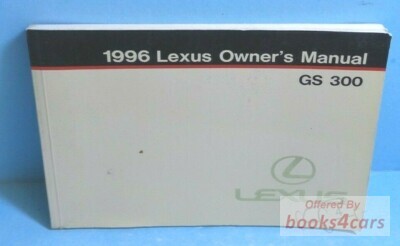 1996 Lexus Owner's Manual
GS 300
LEXUS
Offered By
books4cars